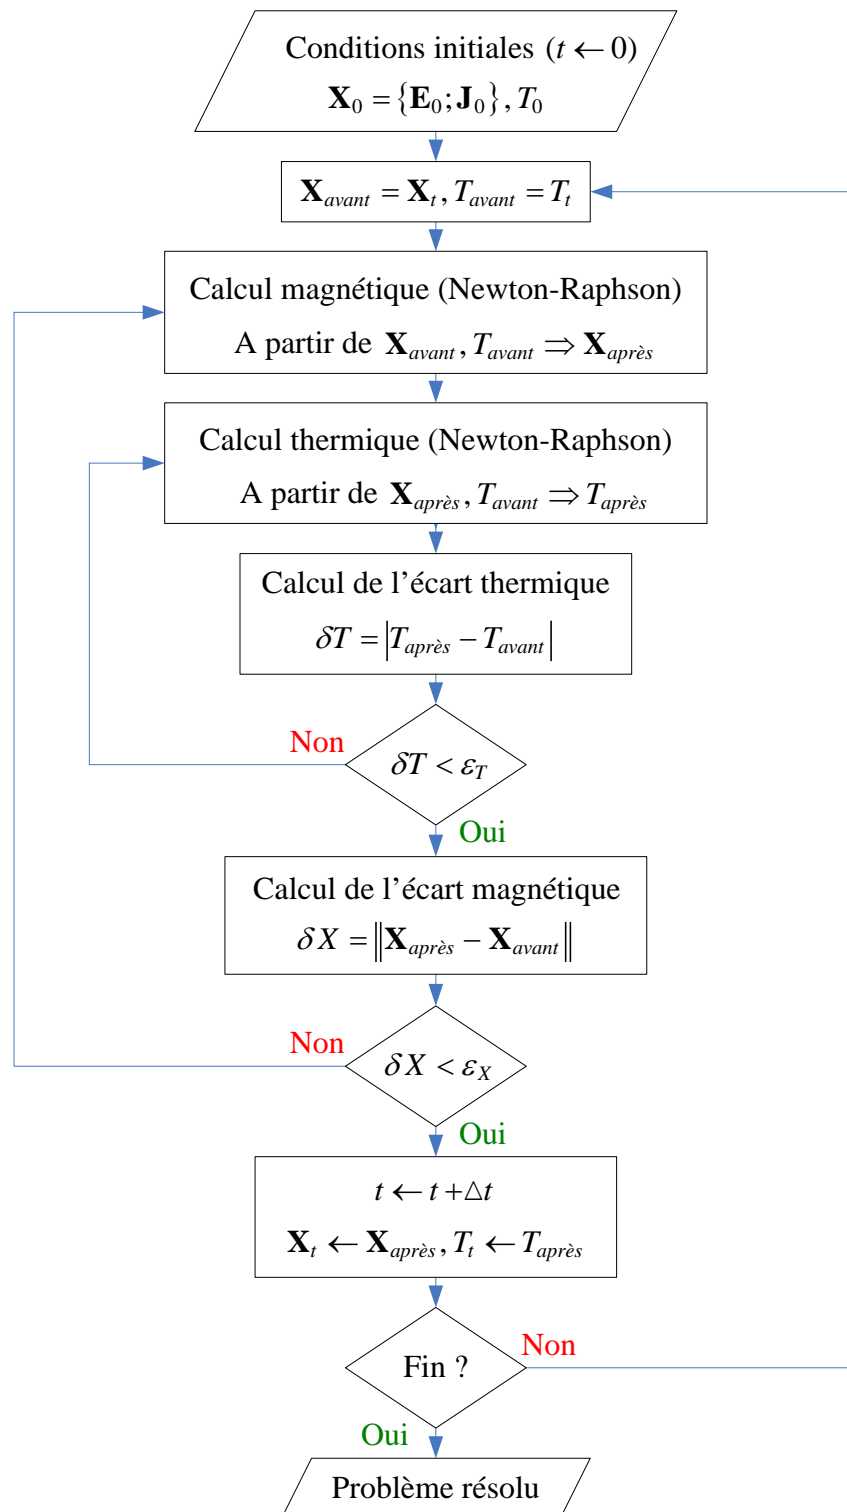 Conditions initiales (t ← 0)
X₀ = {E₀; J₀}, T₀
X_avant = X_t, T_avant = T_t
Calcul magnétique (Newton-Raphson)
A partir de X_avant, T_avant ⇒ X_après
Calcul thermique (Newton-Raphson)
A partir de X_après, T_avant ⇒ T_après
Calcul de l'écart thermique
δT = |T_après − T_avant|
Non
δT < ε_T
Oui
Calcul de l'écart magnétique
δX = ‖X_après − X_avant‖
Non
δX < ε_X
Oui
t ← t + Δt
X_t ← X_après, T_t ← T_après
Non
Fin ?
Oui
Problème résolu